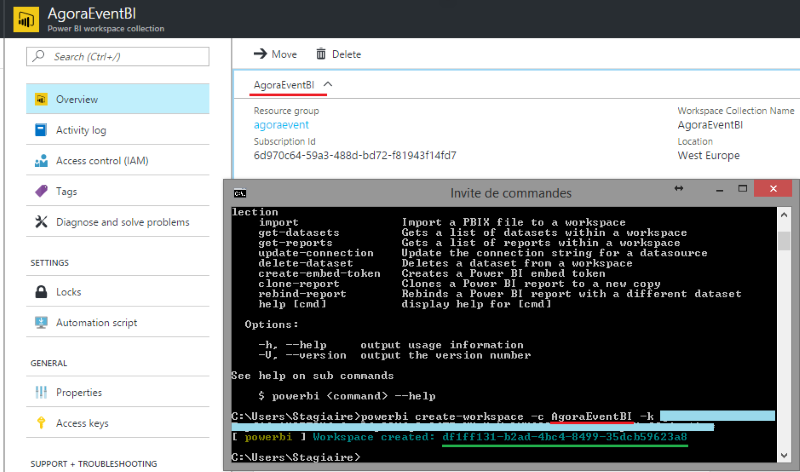 AgoraEventBI
Power BI workspace collection
Search (Ctrl+/)
Overview
Activity log
Access control (IAM)
Tags
Diagnose and solve problems
SETTINGS
Locks
Automation script
GENERAL
Properties
Access keys
SUPPORT + TROUBLESHOOTING
Move
Delete
AgoraEventBI
Resource group
agoraevent
Subscription Id
6d970c64-59a3-488d-bd72-f81943f14fd7
Workspace Collection Name
AgoraEventBI
Location
West Europe
Invite de commandes
lection
import Import a PBIX file to a workspace
get-datasets Gets a list of datasets within a workspace
get-reports Gets a list of reports within a workspace
update-connection Update the connection string for a datasource
delete-dataset Deletes a dataset from a workspace
create-embed-token Creates a Power BI embed token
clone-report Clones a Power BI report to a new copy
rebind-report Rebinds a Power BI report with a different dataset
help [cmd] display help for [cmd]
Options:
-h, --help output usage information
-V, --version output the version number
See help on sub commands
$ powerbi <command> --help
C:\Users\Stagiaire>powerbi create-workspace -c AgoraEventBI -k
[ powerbi ] Workspace created: df1ff131-b2ad-4bc4-8499-35dcb59623a8
C:\Users\Stagiaire>